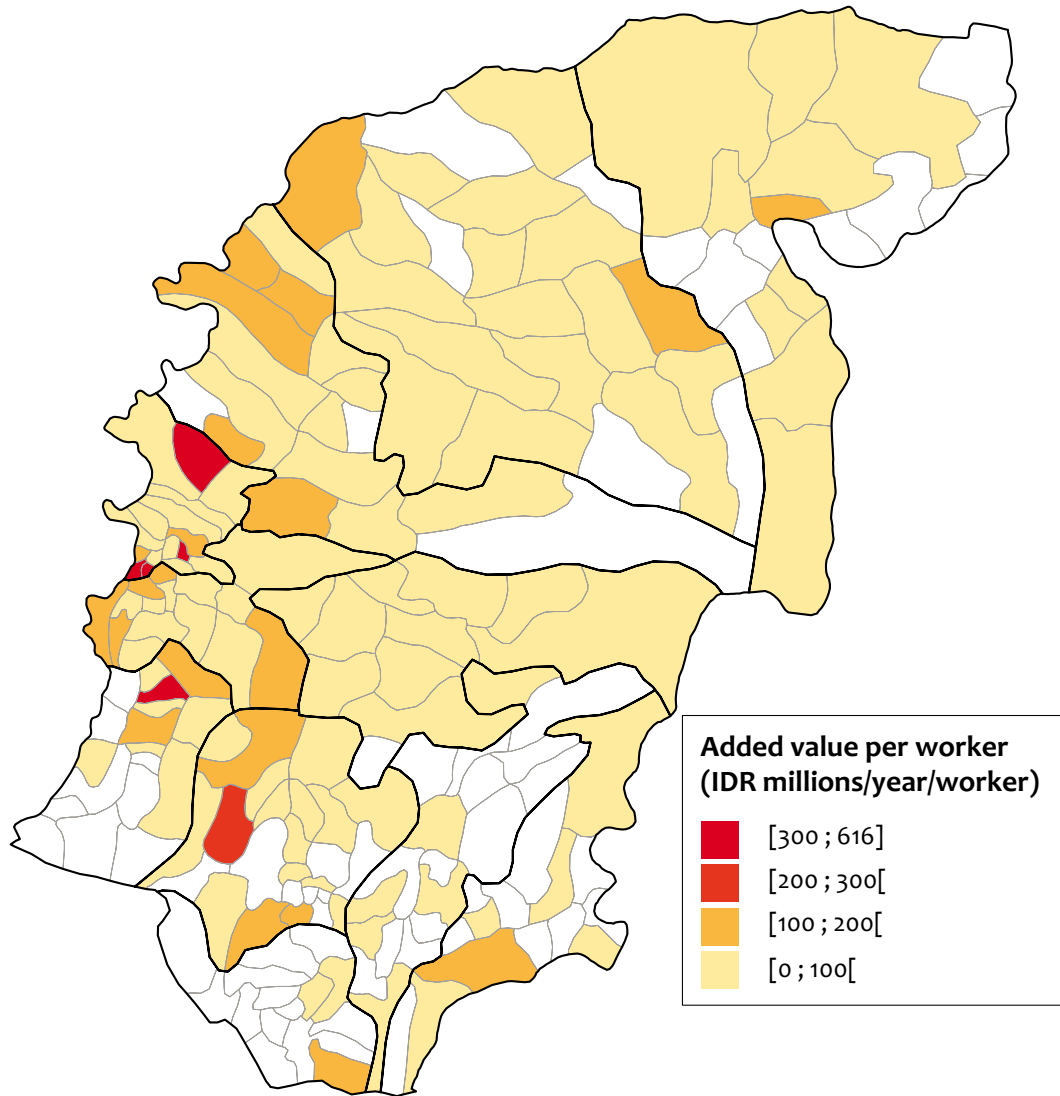 Added value per worker
(IDR millions/year/worker)
[300 ; 616]
[200 ; 300[
[100 ; 200[
[0 ; 100[